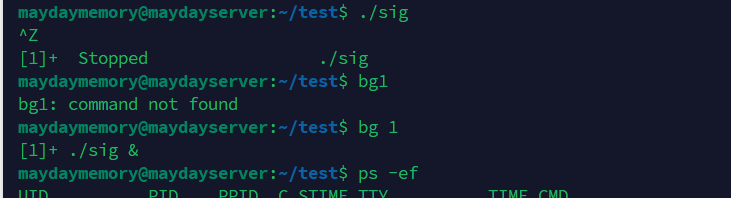 maydaymemory@maydayserver:~/test$ ./sig
^Z
[1]+  Stopped                 ./sig
maydaymemory@maydayserver:~/test$ bg1
bg1: command not found
maydaymemory@maydayserver:~/test$ bg 1
[1]+ ./sig &
maydaymemory@maydayserver:~/test$ ps -ef
UID          PID    PPID  C STIME TTY          TIME CMD